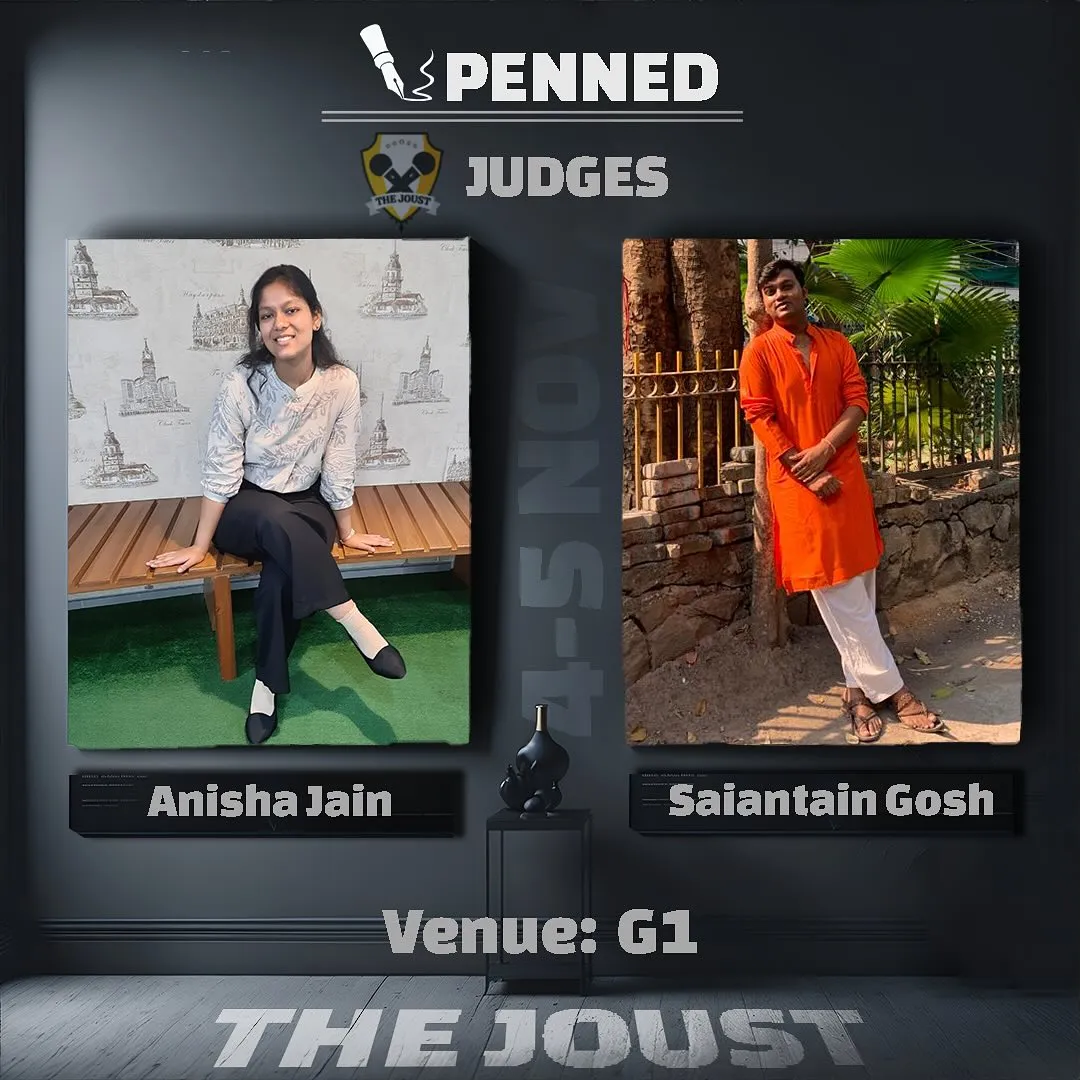 PENNED
THE JOUST
JUDGES
4-5 NOV
Anisha Jain
Saiantain Gosh
Venue: G1
THE JOUST